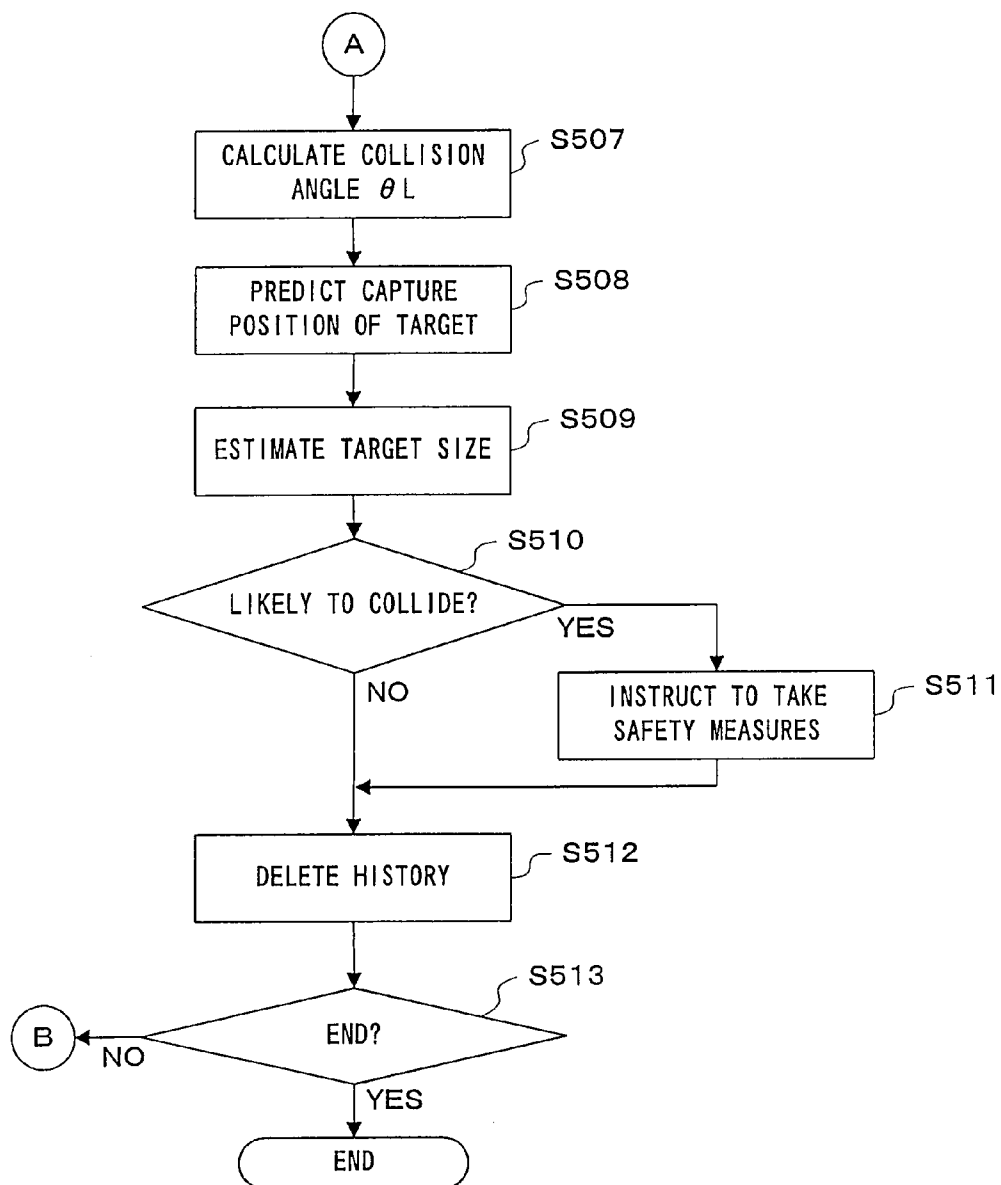 A
S507
CALCULATE COLLISION
ANGLE θL
S508
PREDICT CAPTURE
POSITION OF TARGET
S509
ESTIMATE TARGET SIZE
S510
LIKELY TO COLLIDE?
YES
NO
S511
INSTRUCT TO TAKE
SAFETY MEASURES
S512
DELETE HISTORY
S513
END?
B
NO
YES
END